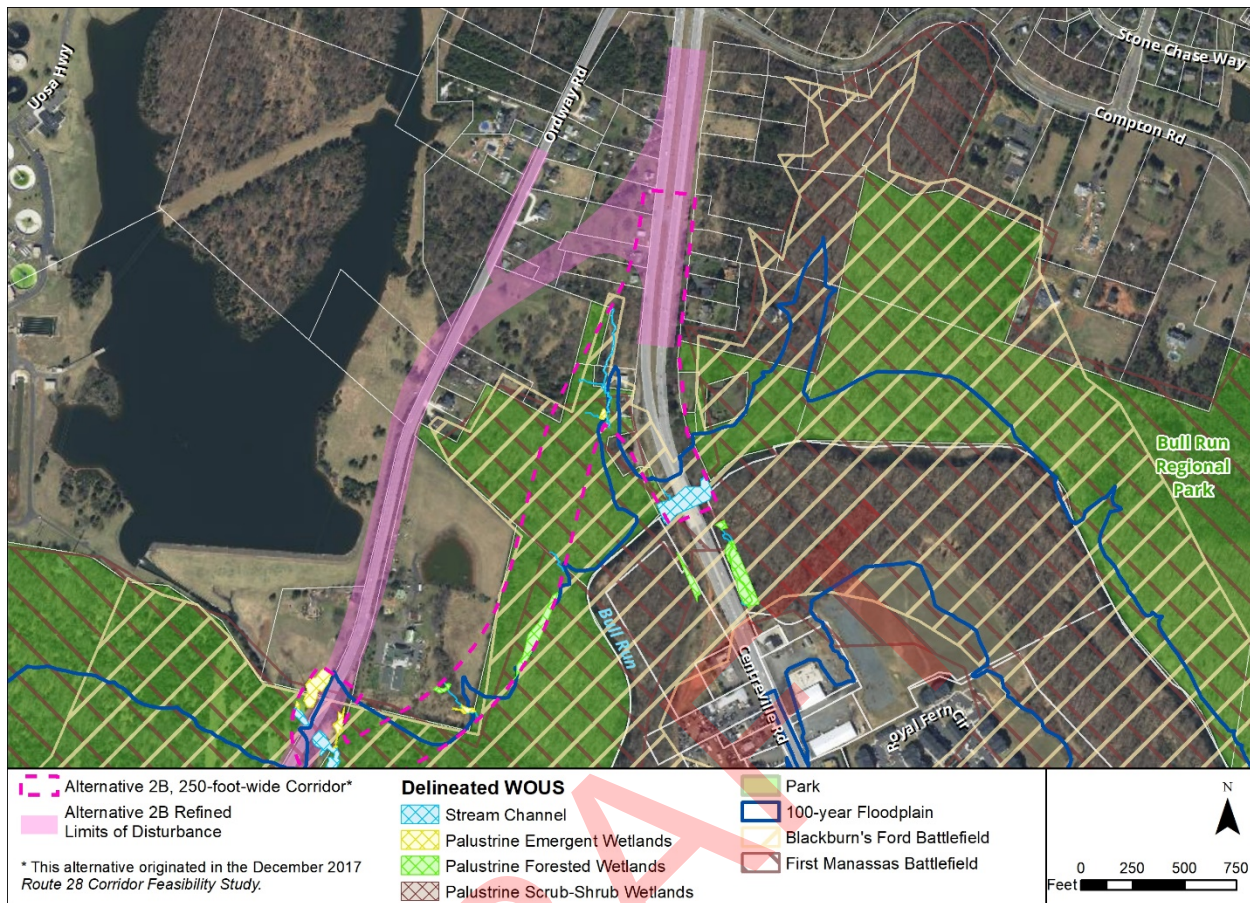 Uosa Hwy
Ordway Rd
Stone Chase Way
Compton Rd
Bull Run
Regional
Park
Bull Run
Centreville Rd
Royal Fern Cir
Alternative 2B, 250-foot-wide Corridor*
Alternative 2B Refined
Limits of Disturbance
* This alternative originated in the December 2017
Route 28 Corridor Feasibility Study.
Delineated WOUS
Stream Channel
Palustrine Emergent Wetlands
Palustrine Forested Wetlands
Palustrine Scrub-Shrub Wetlands
Park
100-year Floodplain
Blackburn's Ford Battlefield
First Manassas Battlefield
N
0 250 500 750
Feet